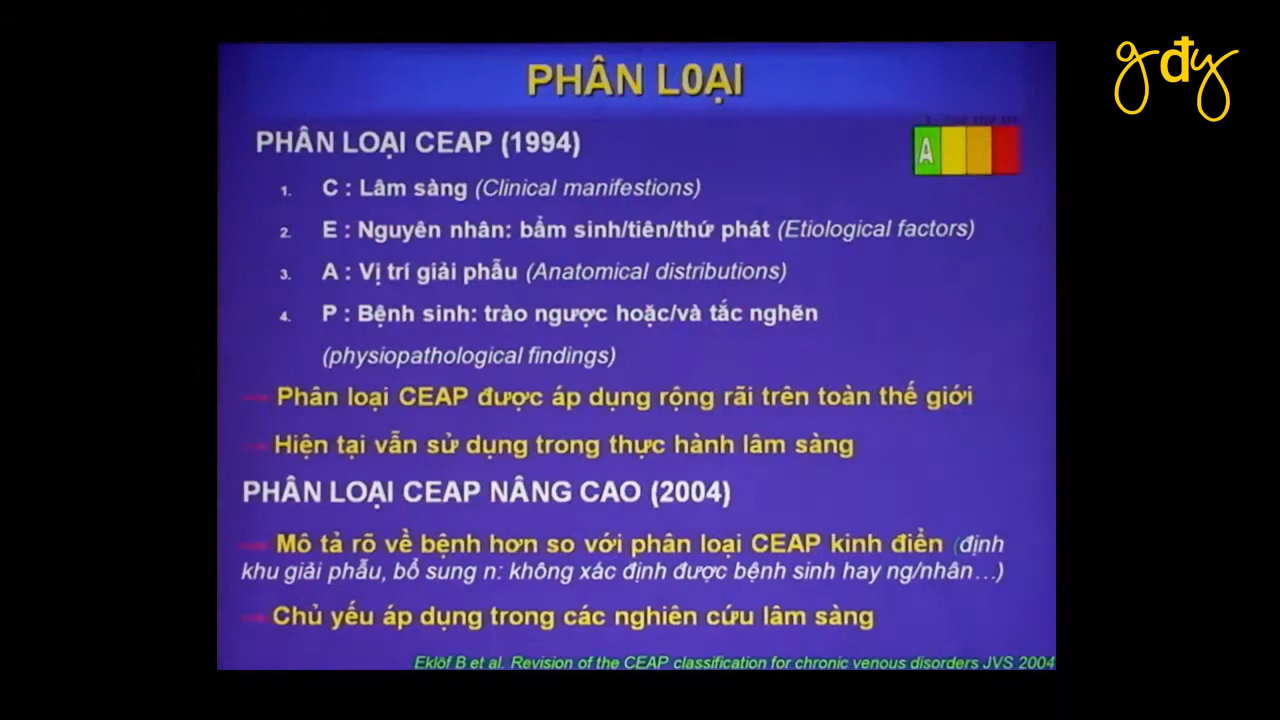 gđy
PHÂN L0ẠI
PHÂN LOẠI CEAP (1994)
A
1. C : Lâm sàng (Clinical manifestions)
2. E : Nguyên nhân: bẩm sinh/tiên/thứ phát (Etiological factors)
3. A : Vị trí giải phẫu (Anatomical distributions)
4. P : Bệnh sinh: trào ngược hoặc/và tắc nghẽn
(physiopathological findings)
Phân loại CEAP được áp dụng rộng rãi trên toàn thế giới
Hiện tại vẫn sử dụng trong thực hành lâm sàng
PHÂN LOẠI CEAP NÂNG CAO (2004)
Mô tả rõ về bệnh hơn so với phân loại CEAP kinh điển (định
khu giải phẫu, bổ sung n: không xác định được bệnh sinh hay ng/nhân...)
Chủ yếu áp dụng trong các nghiên cứu lâm sàng
Eklöf B et al. Revision of the CEAP classification for chronic venous disorders JVS 2004